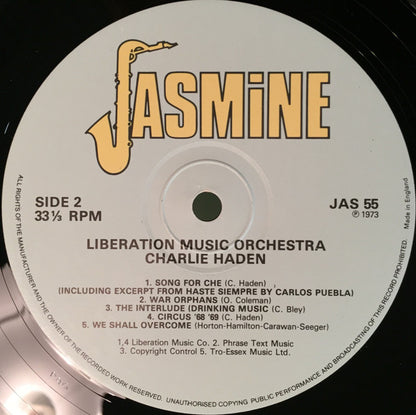 JASMINE
SIDE 2
33⅓ RPM
JAS 55
℗ 1973
Made in England
LIBERATION MUSIC ORCHESTRA
CHARLIE HADEN
1. SONG FOR CHE (C. Haden)
(INCLUDING EXCERPT FROM HASTE SIEMPRE BY CARLOS PUEBLA)
2. WAR ORPHANS (O. Coleman)
3. THE INTERLUDE (DRINKING MUSIC (C. Bley)
4. CIRCUS '68 '69 (C. Haden)
5. WE SHALL OVERCOME (Horton-Hamilton-Carawan-Seeger)
1,4 Liberation Music Co. 2. Phrase Text Music
3. Copyright Control 5. Tro-Essex Music Ltd.
ALL RIGHTS OF THE MANUFACTURER AND THE OWNER OF THE RECORDED WORK RESERVED. UNAUTHORISED COPYING PUBLIC PERFORMANCE AND BROADCASTING OF THIS RECORD PROHIBITED.